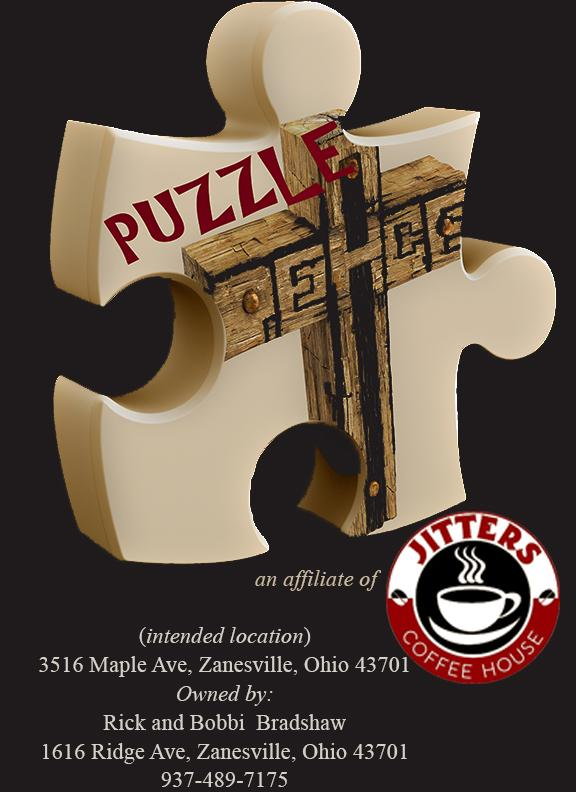 PUZZLE
an affiliate of
JITTERS
COFFEE HOUSE
(intended location)
3516 Maple Ave, Zanesville, Ohio 43701
Owned by:
Rick and Bobbi  Bradshaw
1616 Ridge Ave, Zanesville, Ohio 43701
937-489-7175